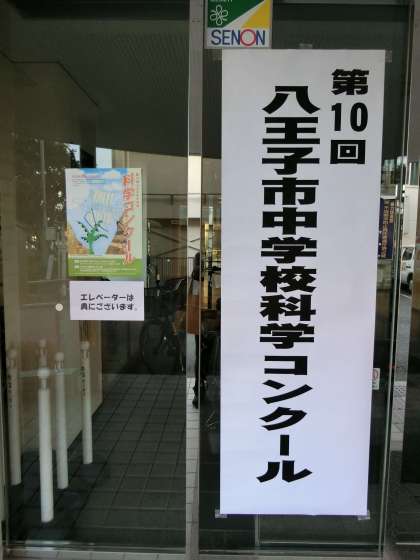 SENON
第10回
八王子市中学校科学コンクール
科学コンクール
エレベーターは
奥にございます。